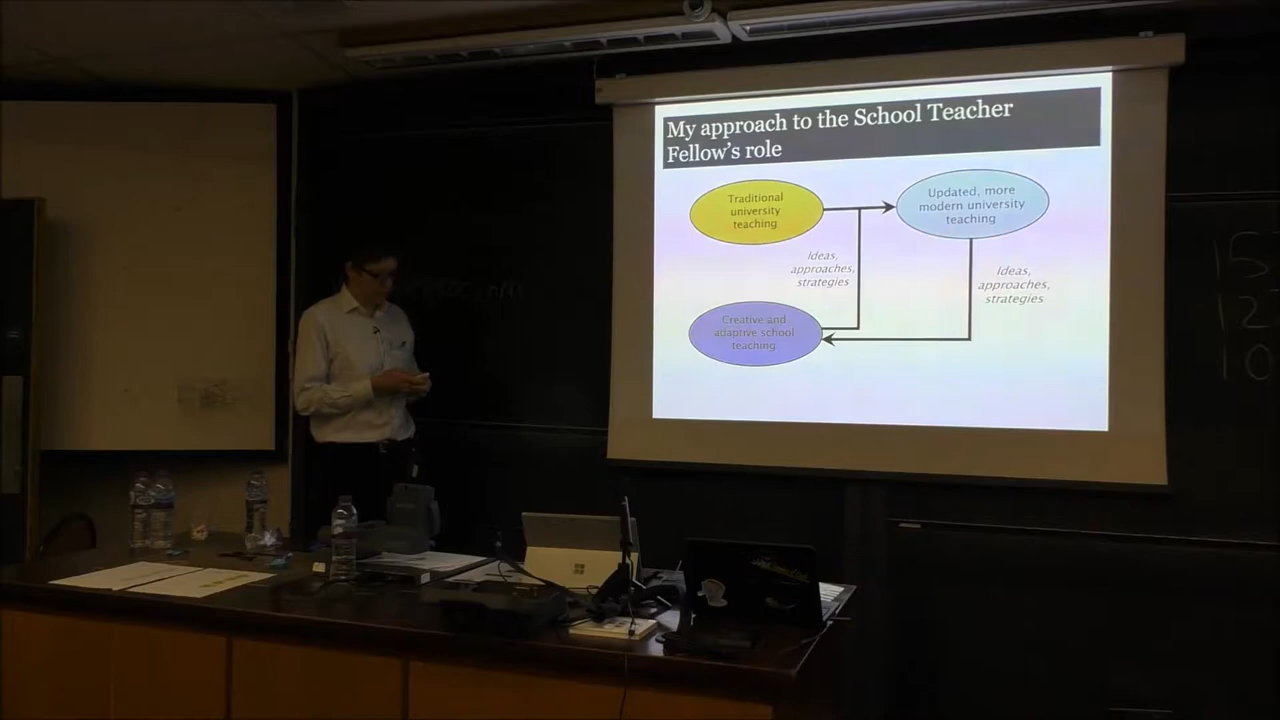 My approach to the School Teacher
Fellow's role
Traditional
university
teaching
Updated, more
modern university
teaching
Ideas,
approaches,
strategies
Ideas,
approaches,
strategies
Creative and
adaptive school
teaching